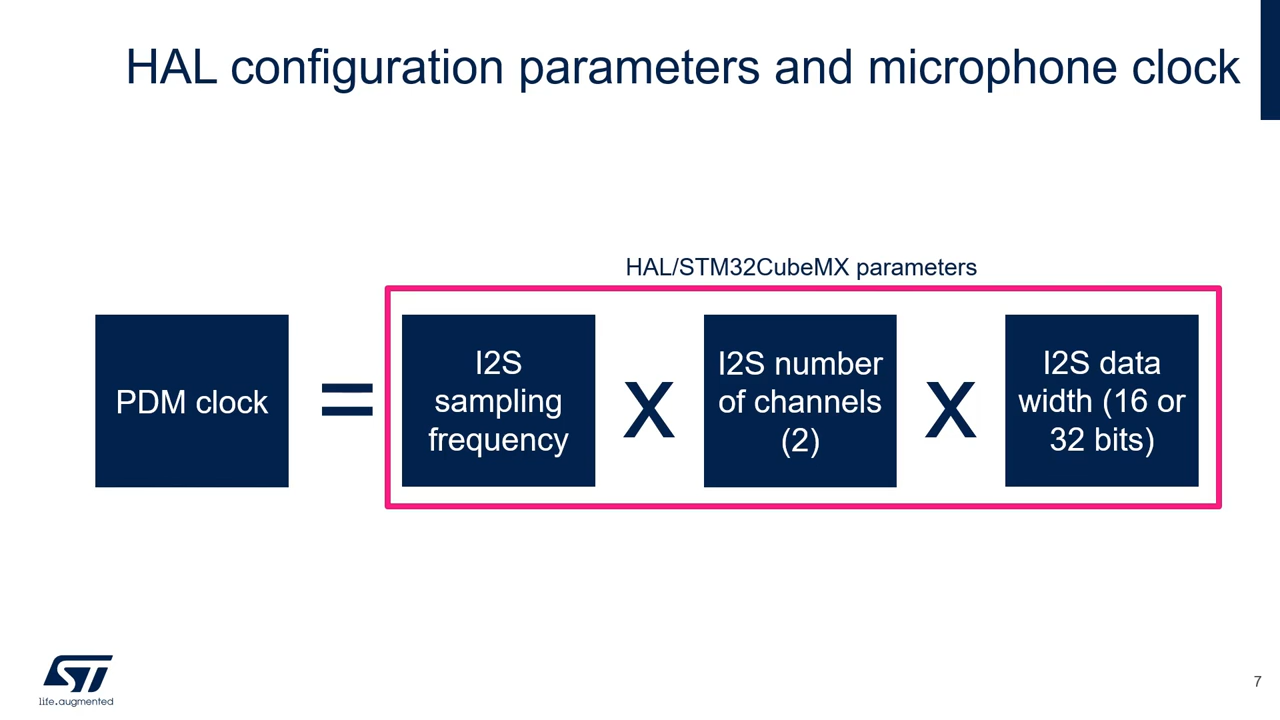 HAL configuration parameters and microphone clock
HAL/STM32CubeMX parameters
PDM clock
=
I2S
sampling
frequency
x
I2S number
of channels
(2)
x
I2S data
width (16 or
32 bits)
ST
life.augmented
7